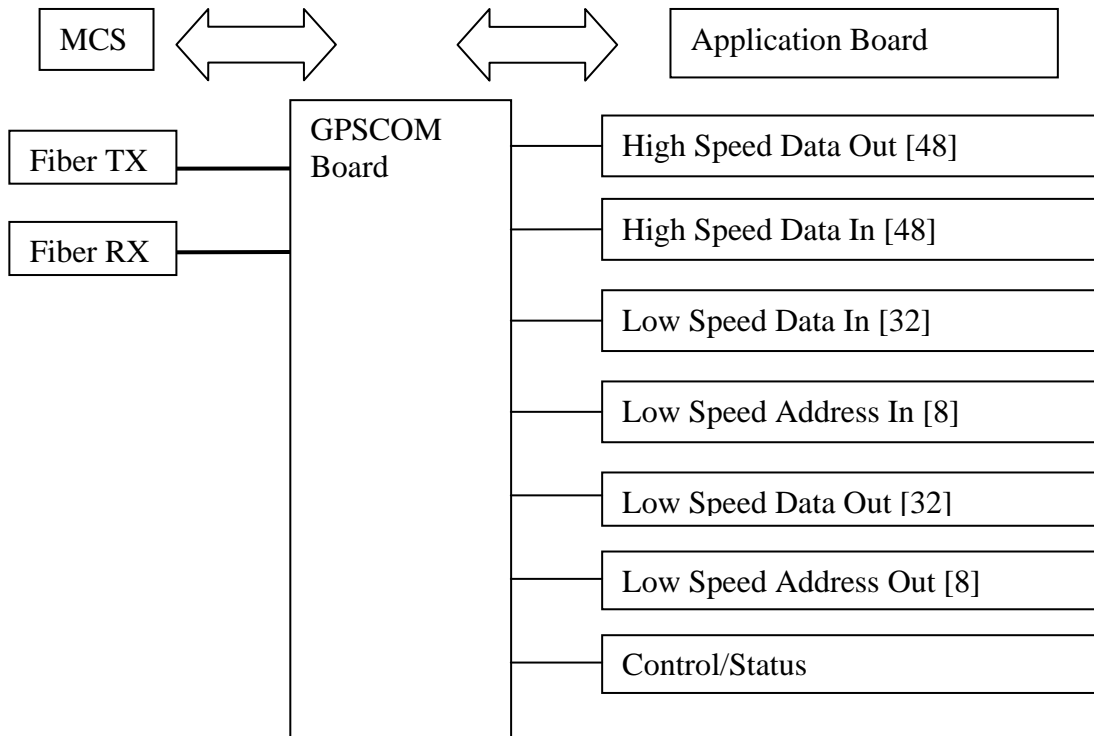 MCS
Application Board
GPSCOM
Board
Fiber TX
Fiber RX
High Speed Data Out [48]
High Speed Data In [48]
Low Speed Data In [32]
Low Speed Address In [8]
Low Speed Data Out [32]
Low Speed Address Out [8]
Control/Status